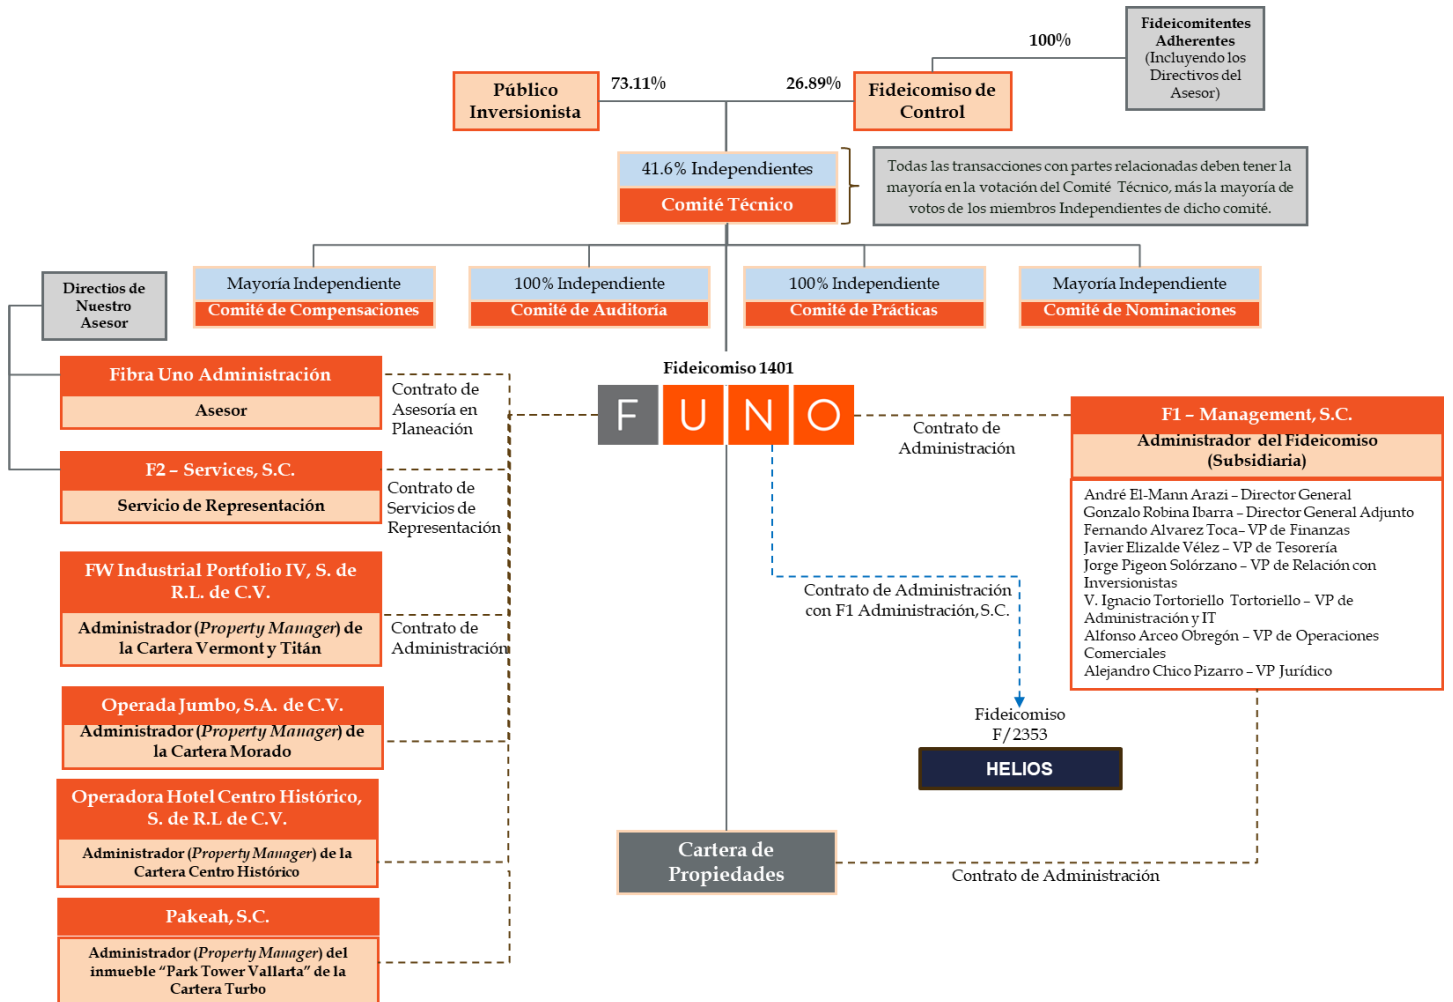 Público
Inversionista
73.11%
26.89%
Fideicomiso de
Control
100%
Fideicomitentes
Adherentes
(Incluyendo los
Directivos del
Asesor)
41.6% Independientes
Comité Técnico
Todas las transacciones con partes relacionadas deben tener la
mayoría en la votación del Comité Técnico, más la mayoría de
votos de los miembros Independientes de dicho comité.
Mayoría Independiente
Comité de Compensaciones
100% Independiente
Comité de Auditoría
100% Independiente
Comité de Prácticas
Mayoría Independiente
Comité de Nominaciones
Directios de
Nuestro
Asesor
Fibra Uno Administración
Asesor
Contrato de
Asesoría en
Planeación
F2 – Services, S.C.
Servicio de Representación
Contrato de
Servicios de
Representación
FW Industrial Portfolio IV, S. de
R.L. de C.V.
Administrador (Property Manager) de
la Cartera Vermont y Titán
Contrato de
Administración
Operada Jumbo, S.A. de C.V.
Administrador (Property Manager) de
la Cartera Morado
Operadora Hotel Centro Histórico,
S. de R.L de C.V.
Administrador (Property Manager) de la
Cartera Centro Histórico
Pakeah, S.C.
Administrador (Property Manager) del
inmueble “Park Tower Vallarta” de la
Cartera Turbo
Fideicomiso 1401
FUNO
Contrato de
Administración
F1 – Management, S.C.
Administrador del Fideicomiso
(Subsidiaria)
André El-Mann Arazi – Director General
Gonzalo Robina Ibarra – Director General Adjunto
Fernando Alvarez Toca– VP de Finanzas
Javier Elizalde Vélez – VP de Tesorería
Jorge Pigeon Solórzano – VP de Relación con
Inversionistas
V. Ignacio Tortoriello Tortoriello – VP de
Administración y IT
Alfonso Arceo Obregón – VP de Operaciones
Comerciales
Alejandro Chico Pizarro – VP Jurídico
Contrato de Administración
con F1 Administración, S.C.
Fideicomiso
F/2353
HELIOS
Cartera de
Propiedades
Contrato de Administración